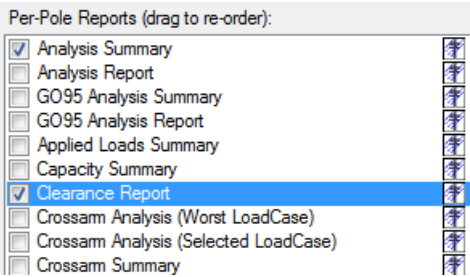 Per-Pole Reports (drag to re-order):
Analysis Summary
Analysis Report
GO95 Analysis Summary
GO95 Analysis Report
Applied Loads Summary
Capacity Summary
Clearance Report
Crossarm Analysis (Worst LoadCase)
Crossarm Analysis (Selected LoadCase)
Crossarm Summary